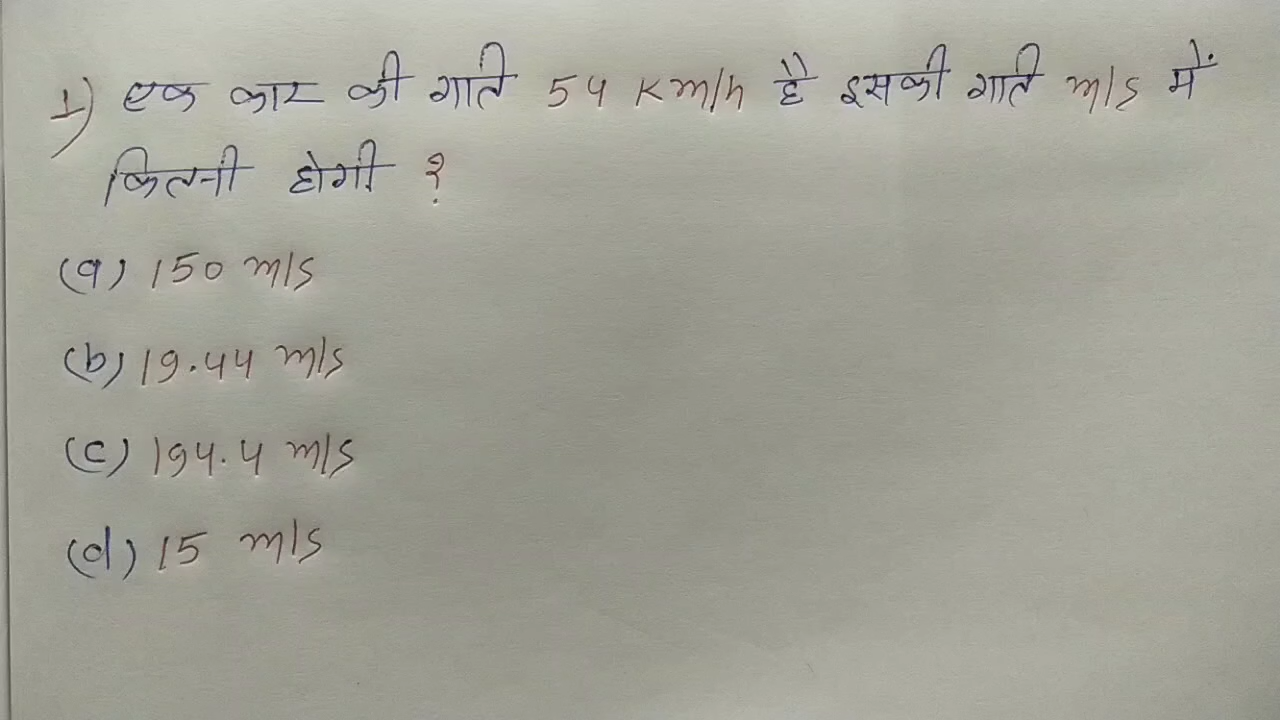 1) एक कार की गति 54 Km/h है इसकी गति m/s में
कितनी होगी ?
(a) 150 m/s
(b) 19.44 m/s
(c) 194.4 m/s
(d) 15 m/s